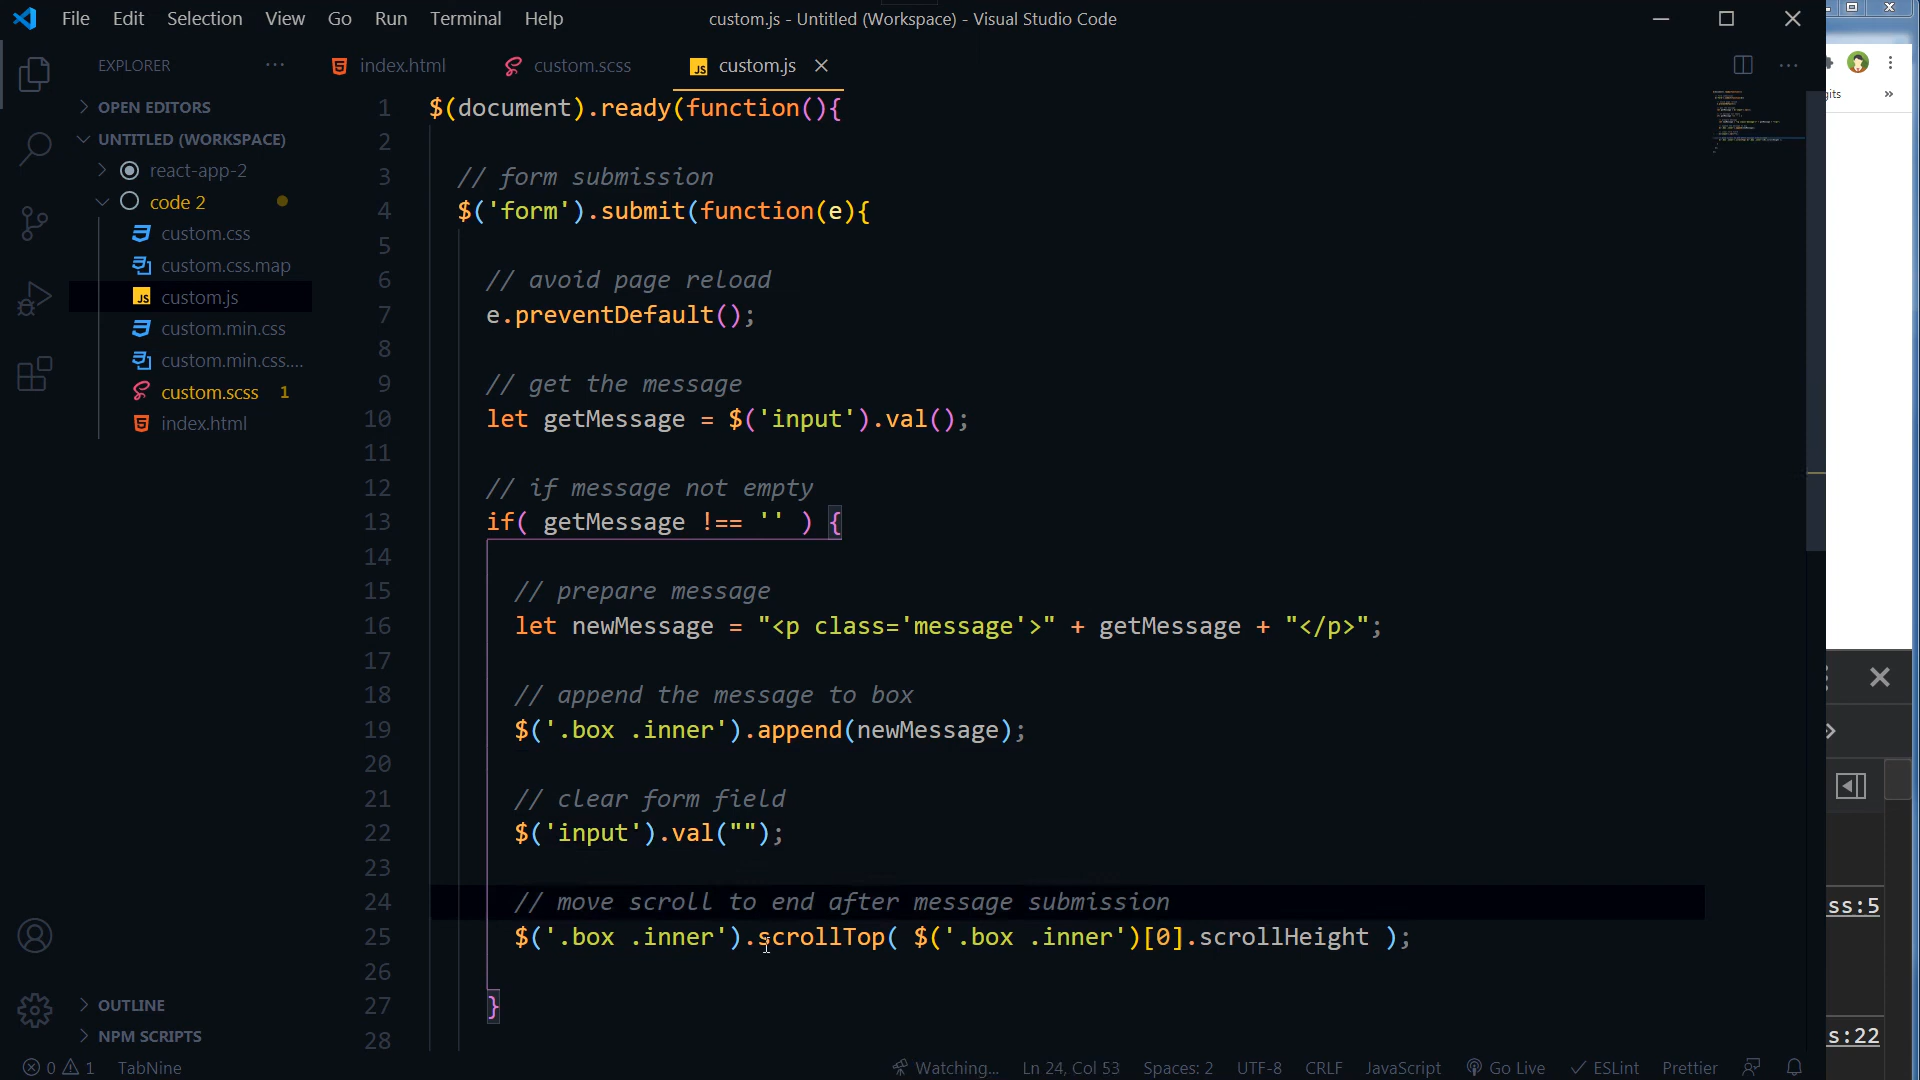 File Edit Selection View Go Run Terminal Help
custom.js - Untitled (Workspace) - Visual Studio Code
EXPLORER ···
index.html custom.scss custom.js
OPEN EDITORS
UNTITLED (WORKSPACE)
react-app-2
code 2
custom.css
custom.css.map
custom.js
custom.min.css
custom.min.css....
custom.scss 1
index.html
OUTLINE
NPM SCRIPTS
1 $(document).ready(function(){
2
3 // form submission
4 $('form').submit(function(e){
5
6 // avoid page reload
7 e.preventDefault();
8
9 // get the message
10 let getMessage = $('input').val();
11
12 // if message not empty
13 if( getMessage !== '' ) {
14
15 // prepare message
16 let newMessage = "<p class='message'>" + getMessage + "</p>";
17
18 // append the message to box
19 $('.box .inner').append(newMessage);
20
21 // clear form field
22 $('input').val("");
23
24 // move scroll to end after message submission
25 $('.box .inner').scrollTop( $('.box .inner')[0].scrollHeight );
26
27 }
28
gits »
ss:5
s:22
0 1 TabNine Watching... Ln 24, Col 53 Spaces: 2 UTF-8 CRLF JavaScript Go Live ESLint Prettier